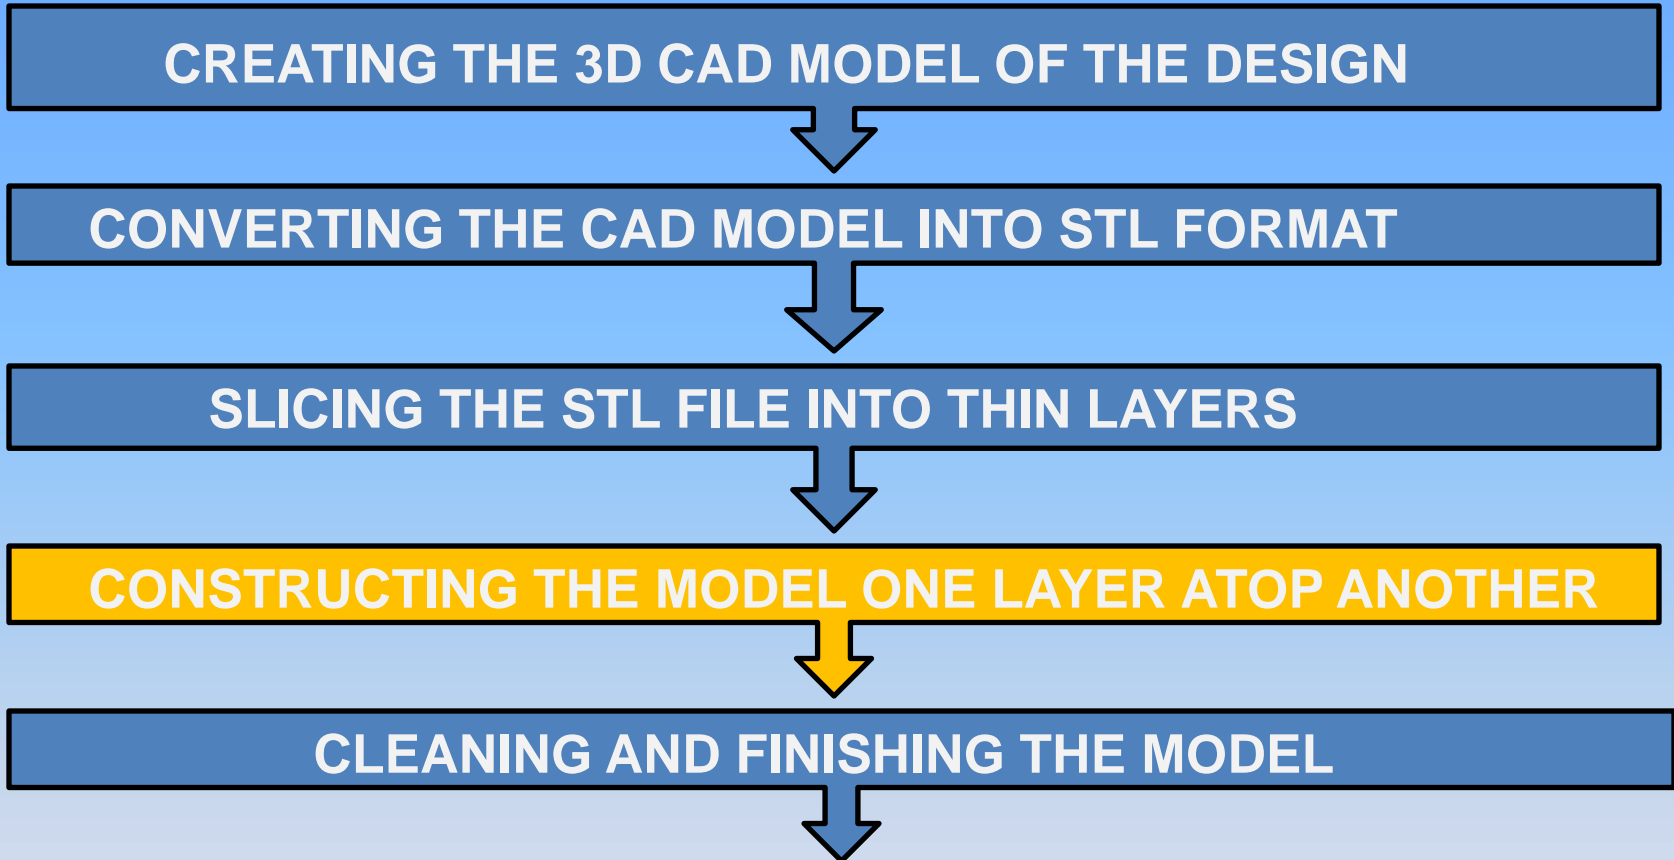 CREATING THE 3D CAD MODEL OF THE DESIGN
CONVERTING THE CAD MODEL INTO STL FORMAT
SLICING THE STL FILE INTO THIN LAYERS
CONSTRUCTING THE MODEL ONE LAYER ATOP ANOTHER
CLEANING AND FINISHING THE MODEL